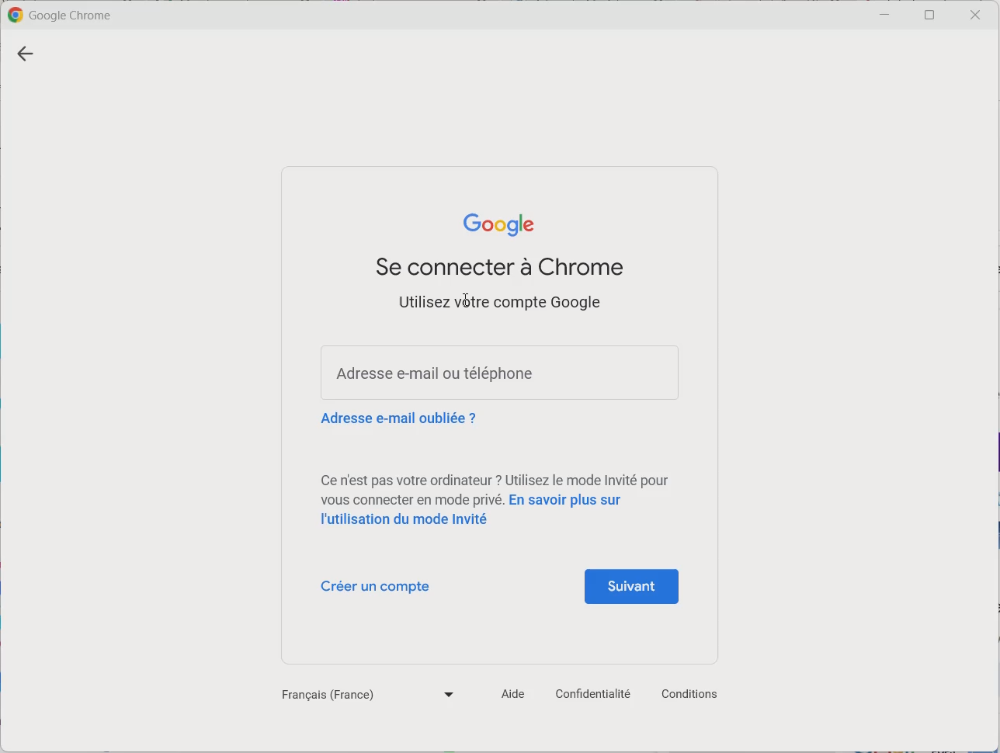 Google Chrome
Google
Se connecter à Chrome
Utilisez votre compte Google
Adresse e-mail ou téléphone
Adresse e-mail oubliée ?
Ce n'est pas votre ordinateur ? Utilisez le mode Invité pour
vous connecter en mode privé. En savoir plus sur
l'utilisation du mode Invité
Créer un compte
Suivant
Français (France)
Aide
Confidentialité
Conditions